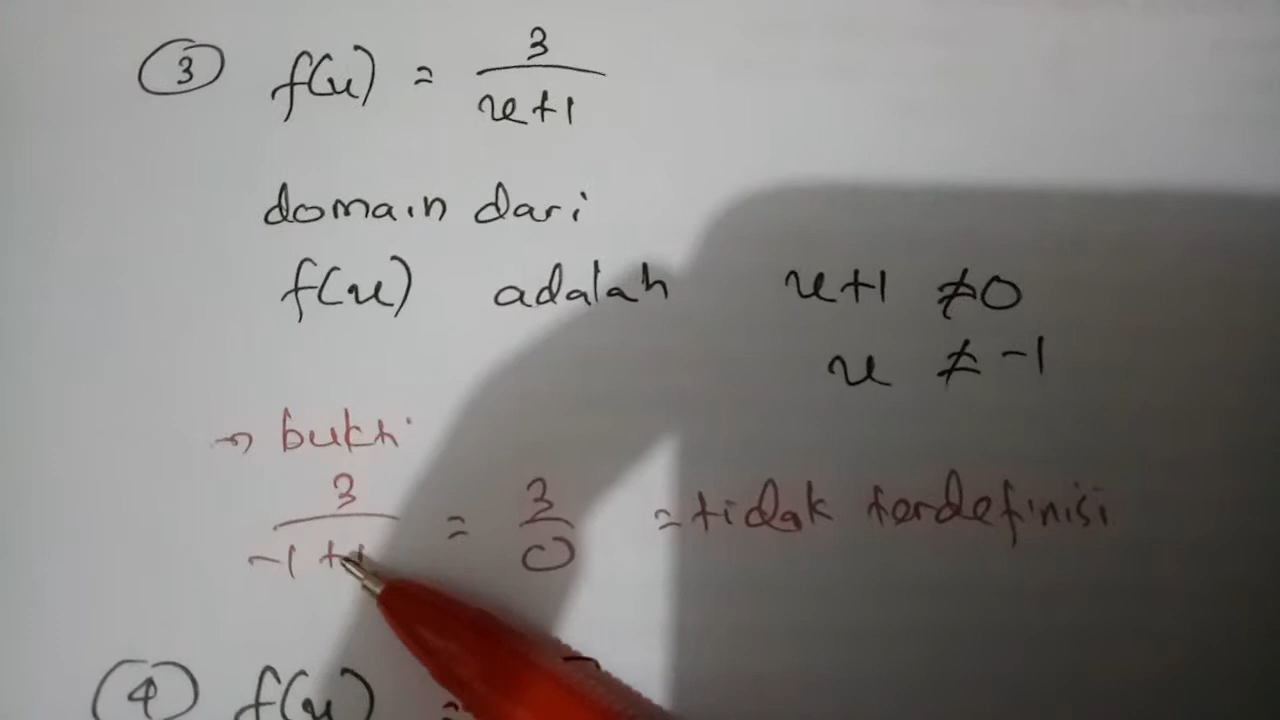 ③ f(x) = 3/(x+1)
domain dari
f(x) adalah x+1 ≠ 0
x ≠ -1
→ bukti
3/(-1+1) = 3/0 = tidak terdefinisi
④ f(x) =